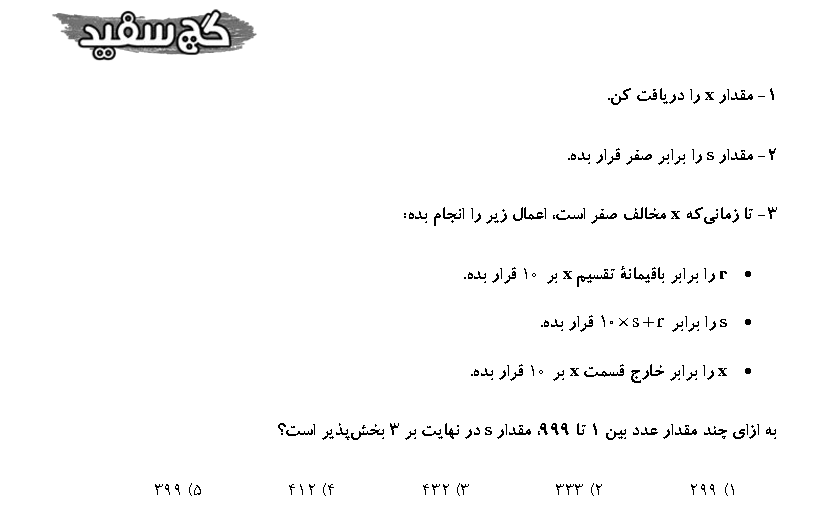 گچ سفید
۱- مقدار x را دریافت کن.
۲- مقدار s را برابر صفر قرار بده.
۳- تا زمانی‌که x مخالف صفر است، اعمال زیر را انجام بده:
• r را برابر باقیمانهٔ تقسیم x بر ۱۰ قرار بده.
• s را برابر ۱۰×s+r قرار بده.
• x را برابر خارج قسمت x بر ۱۰ قرار بده.
به ازای چند مقدار عدد بین ۱ تا ۹۹۹، مقدار s در نهایت بر ۳ بخش‌پذیر است؟
۱) ۲۹۹ ۲) ۳۳۳ ۳) ۴۳۲ ۴) ۴۱۲ ۵) ۳۹۹